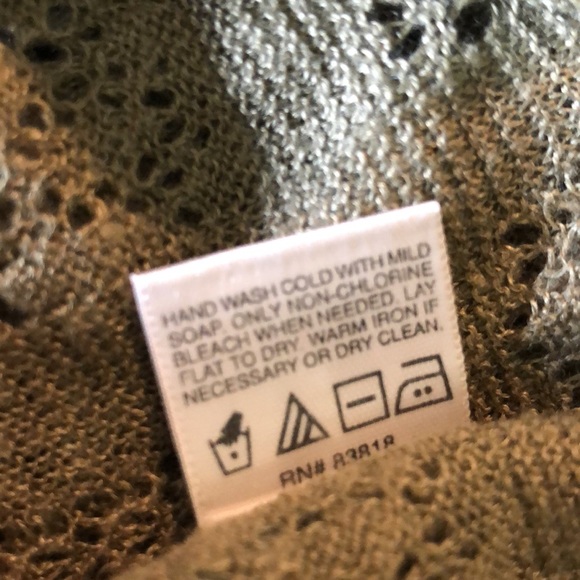 HAND WASH COLD WITH MILD
SOAP. ONLY NON-CHLORINE
BLEACH WHEN NEEDED. LAY
FLAT TO DRY. WARM IRON IF
NECESSARY OR DRY CLEAN.
RN# 83818